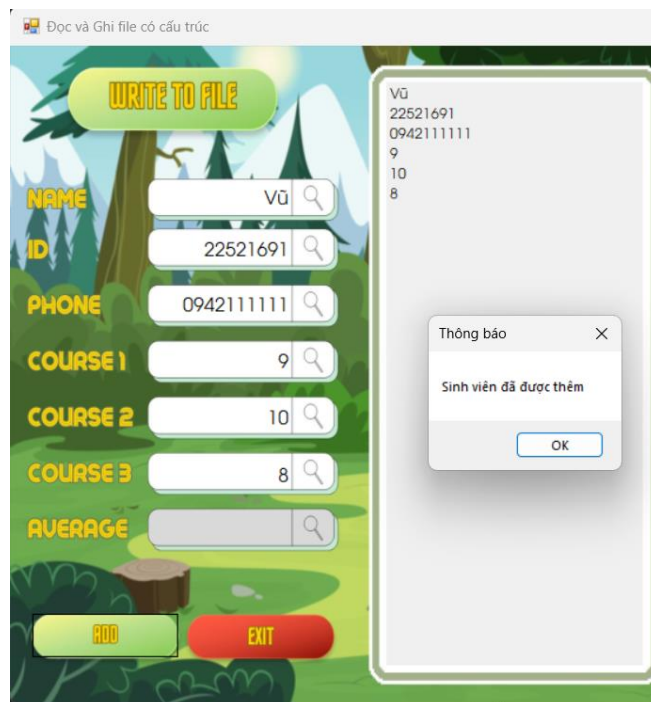 Đọc và Ghi file có cấu trúc
WRITE TO FILE
NAME
Vũ
ID
22521691
PHONE
0942111111
COURSE 1
9
COURSE 2
10
COURSE 3
8
AVERAGE
ADD
EXIT
Vũ
22521691
0942111111
9
10
8
Thông báo
Sinh viên đã được thêm
OK